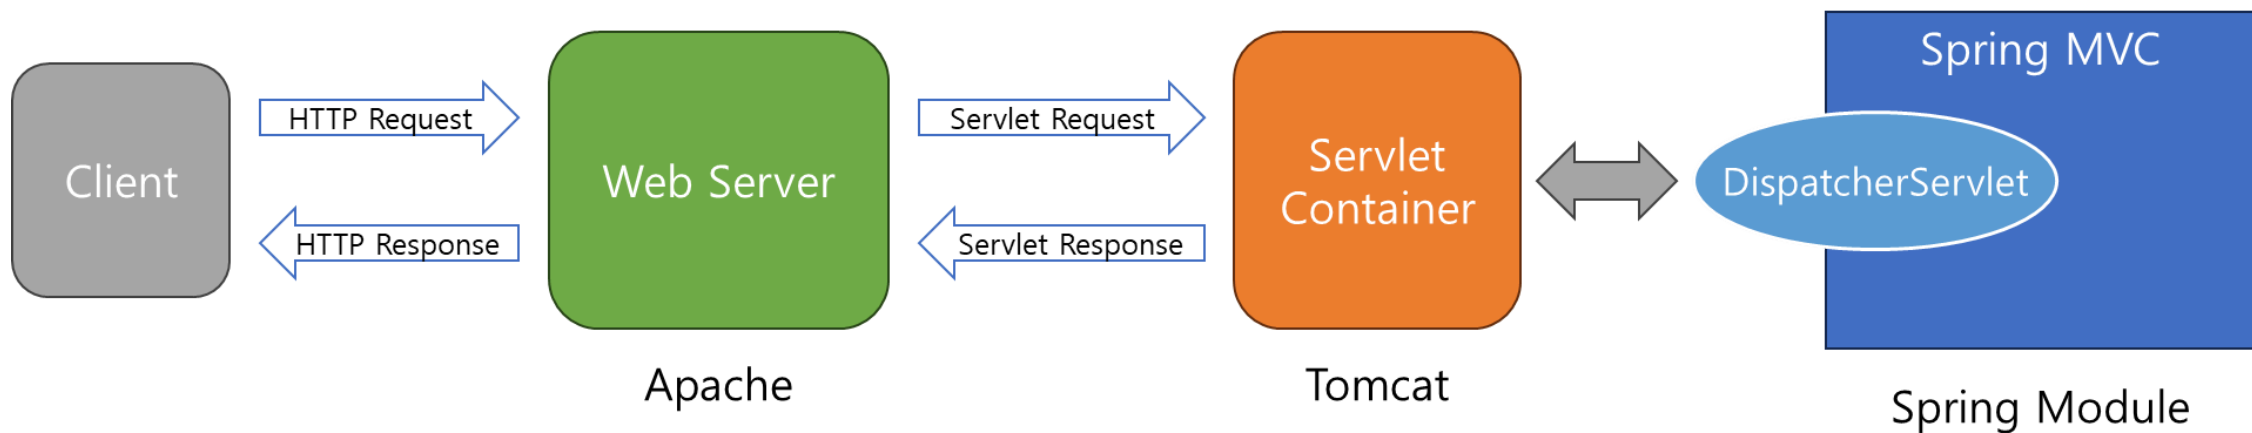 Client
HTTP Request
HTTP Response
Web Server
Apache
Servlet Request
Servlet Response
Servlet
Container
Tomcat
Spring MVC
DispatcherServlet
Spring Module